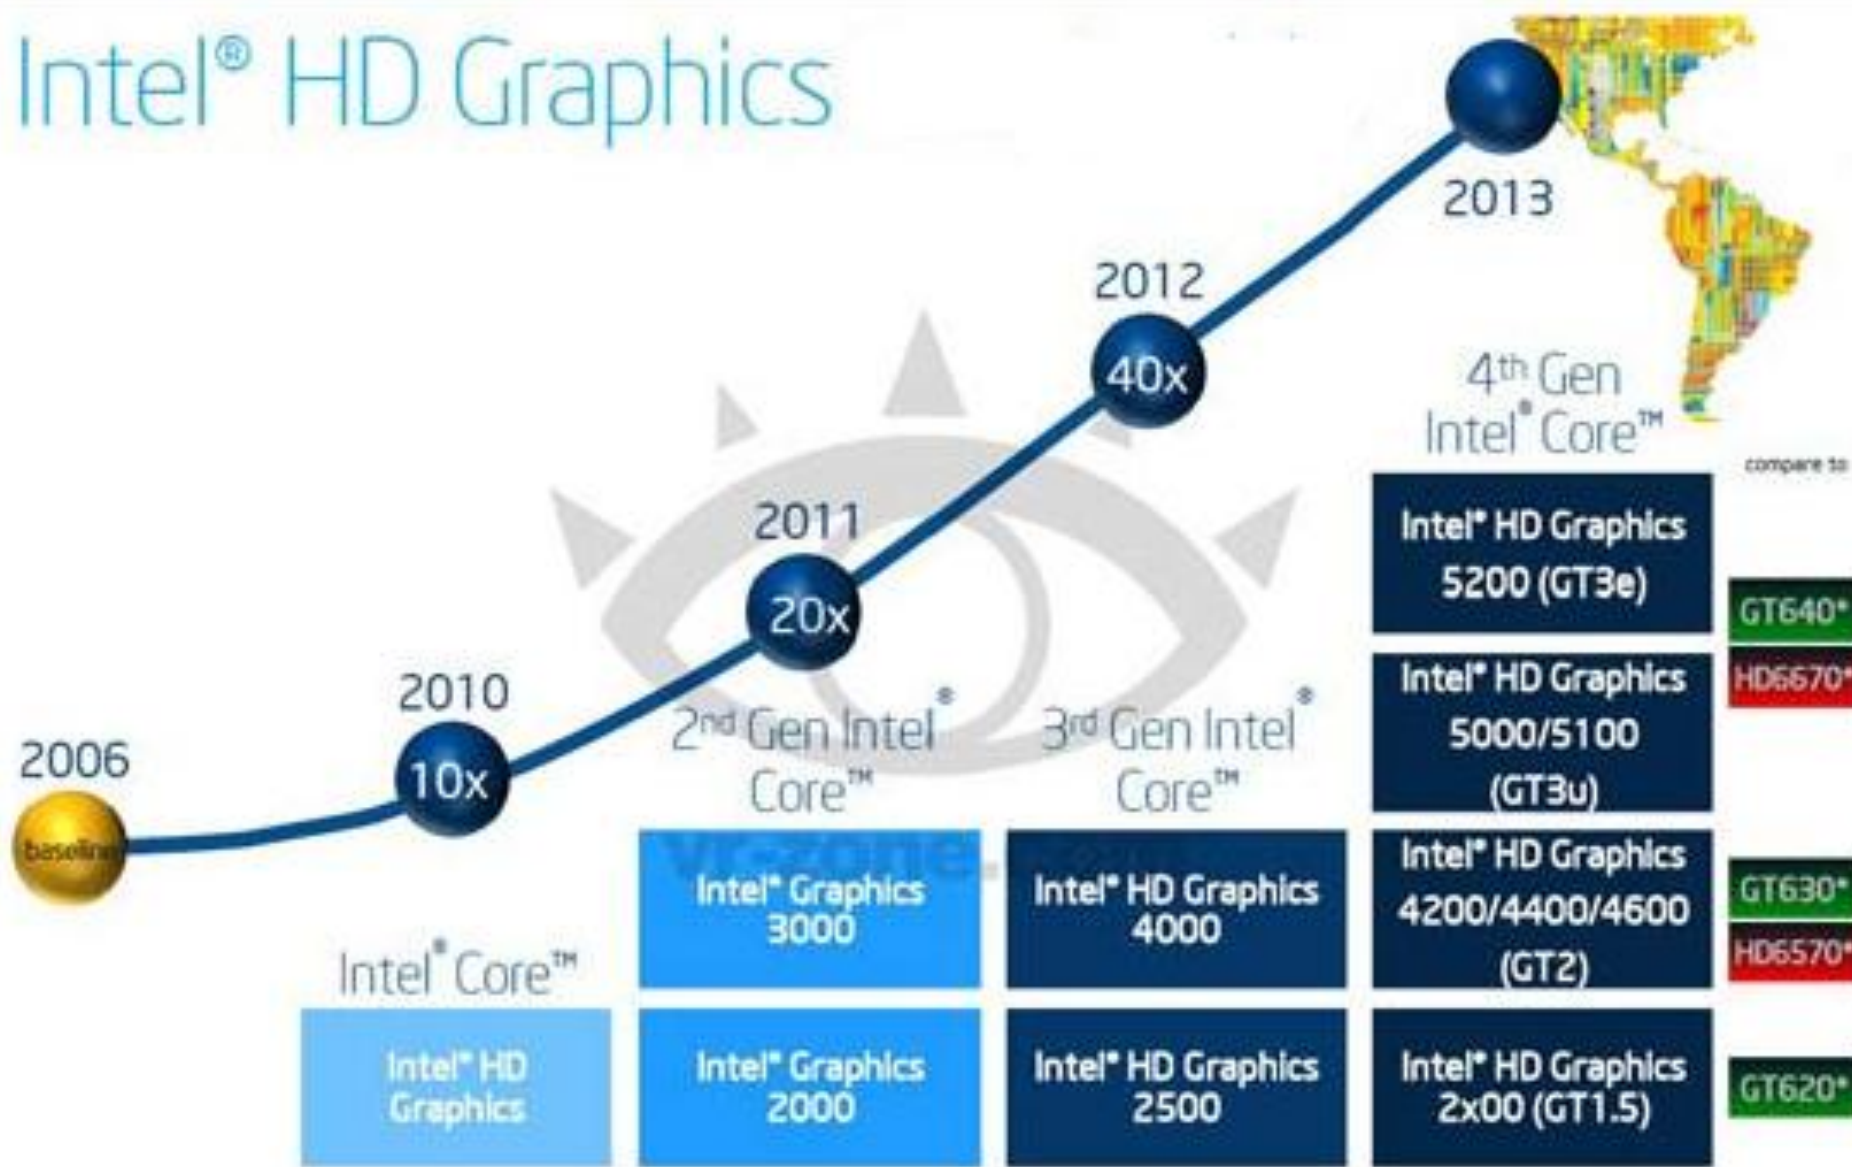 Intel® HD Graphics
2013
2012
40x
2011
20x
2010
10x
2006
baseline
4th Gen
Intel® Core™
compare to
Intel® HD Graphics
5200 (GT3e)
GT640*
HD6670*
Intel® HD Graphics
5000/5100
(GT3u)
2nd Gen Intel®
Core™
3rd Gen Intel®
Core™
vr-zone.
Intel® Graphics
3000
Intel® HD Graphics
4000
Intel® HD Graphics
4200/4400/4600
(GT2)
GT630*
HD6570*
Intel® Core™
Intel® HD
Graphics
Intel® Graphics
2000
Intel® HD Graphics
2500
Intel® HD Graphics
2x00 (GT1.5)
GT620*